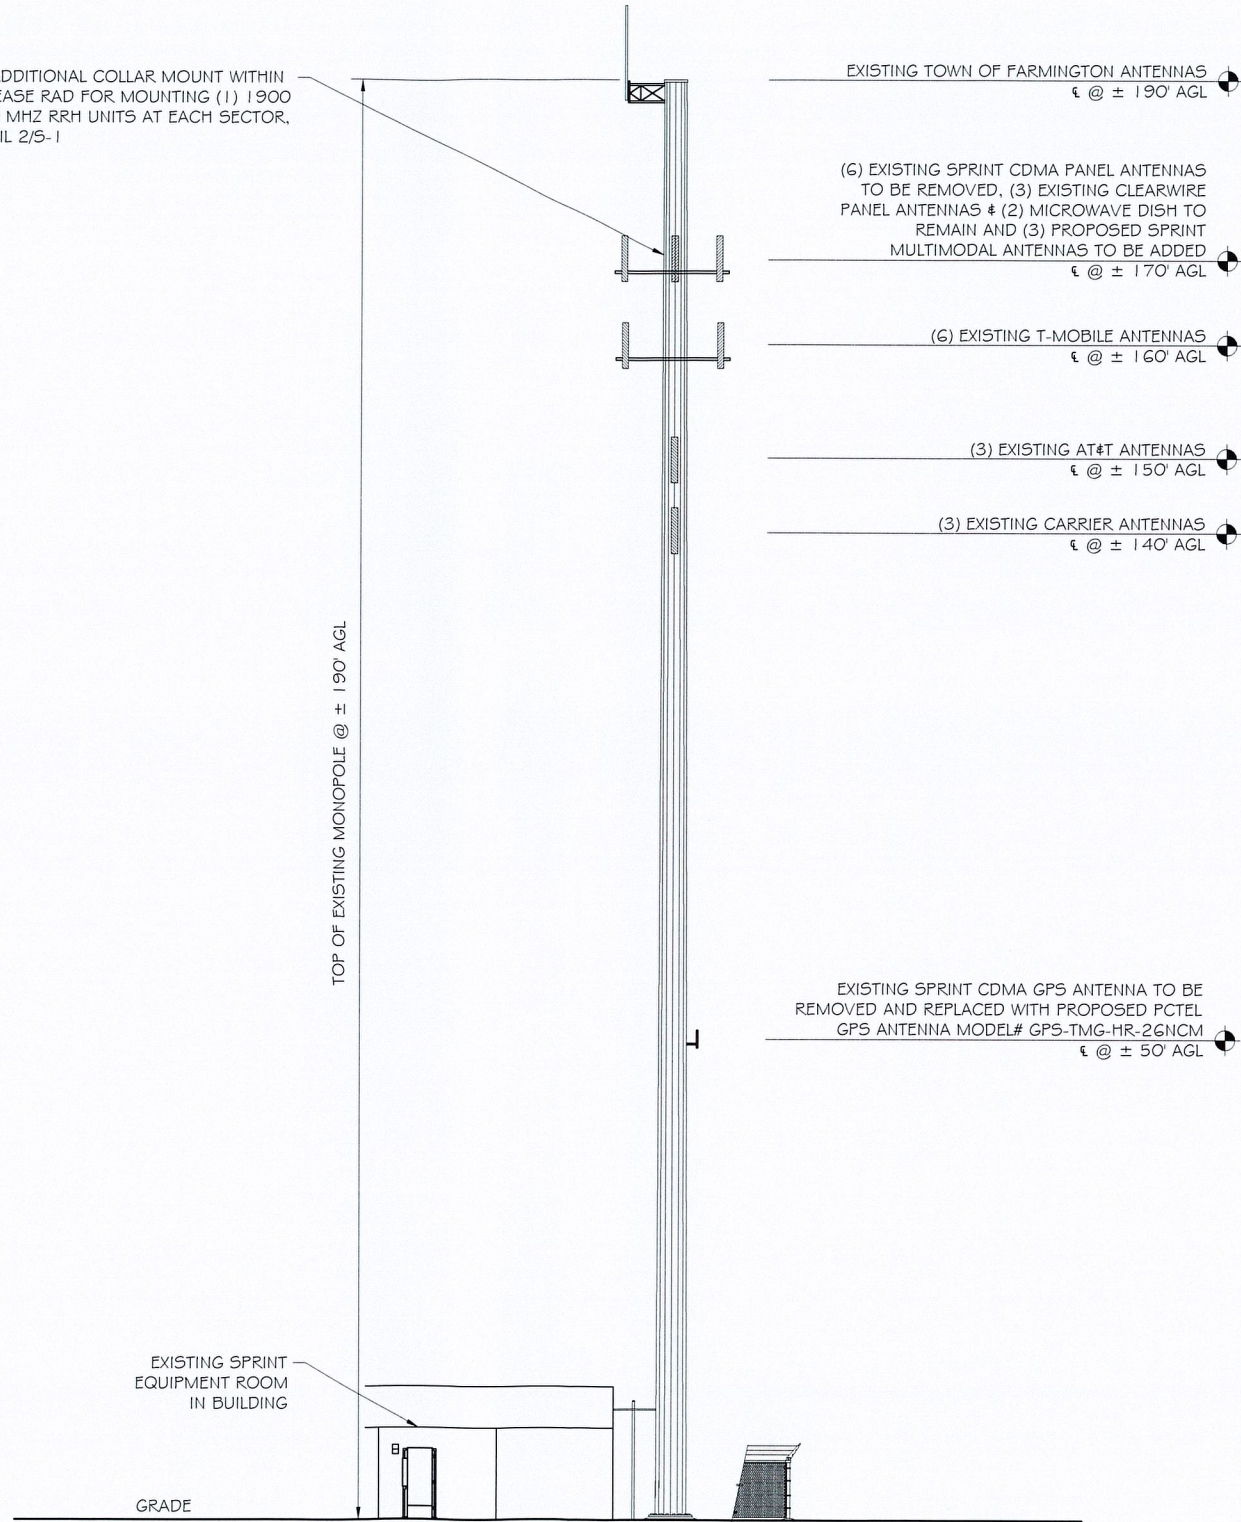 DDITIONAL COLLAR MOUNT WITHIN
EASE RAD FOR MOUNTING (1) 1900
MHZ RRH UNITS AT EACH SECTOR,
IL 2/S-1
EXISTING TOWN OF FARMINGTON ANTENNAS
℄ @ ± 190' AGL
(6) EXISTING SPRINT CDMA PANEL ANTENNAS
TO BE REMOVED, (3) EXISTING CLEARWIRE
PANEL ANTENNAS & (2) MICROWAVE DISH TO
REMAIN AND (3) PROPOSED SPRINT
MULTIMODAL ANTENNAS TO BE ADDED
℄ @ ± 170' AGL
(6) EXISTING T-MOBILE ANTENNAS
℄ @ ± 160' AGL
(3) EXISTING AT&T ANTENNAS
℄ @ ± 150' AGL
(3) EXISTING CARRIER ANTENNAS
℄ @ ± 140' AGL
TOP OF EXISTING MONOPOLE @ ± 190' AGL
EXISTING SPRINT CDMA GPS ANTENNA TO BE
REMOVED AND REPLACED WITH PROPOSED PCTEL
GPS ANTENNA MODEL# GPS-TMG-HR-26NCM
℄ @ ± 50' AGL
EXISTING SPRINT
EQUIPMENT ROOM
IN BUILDING
GRADE